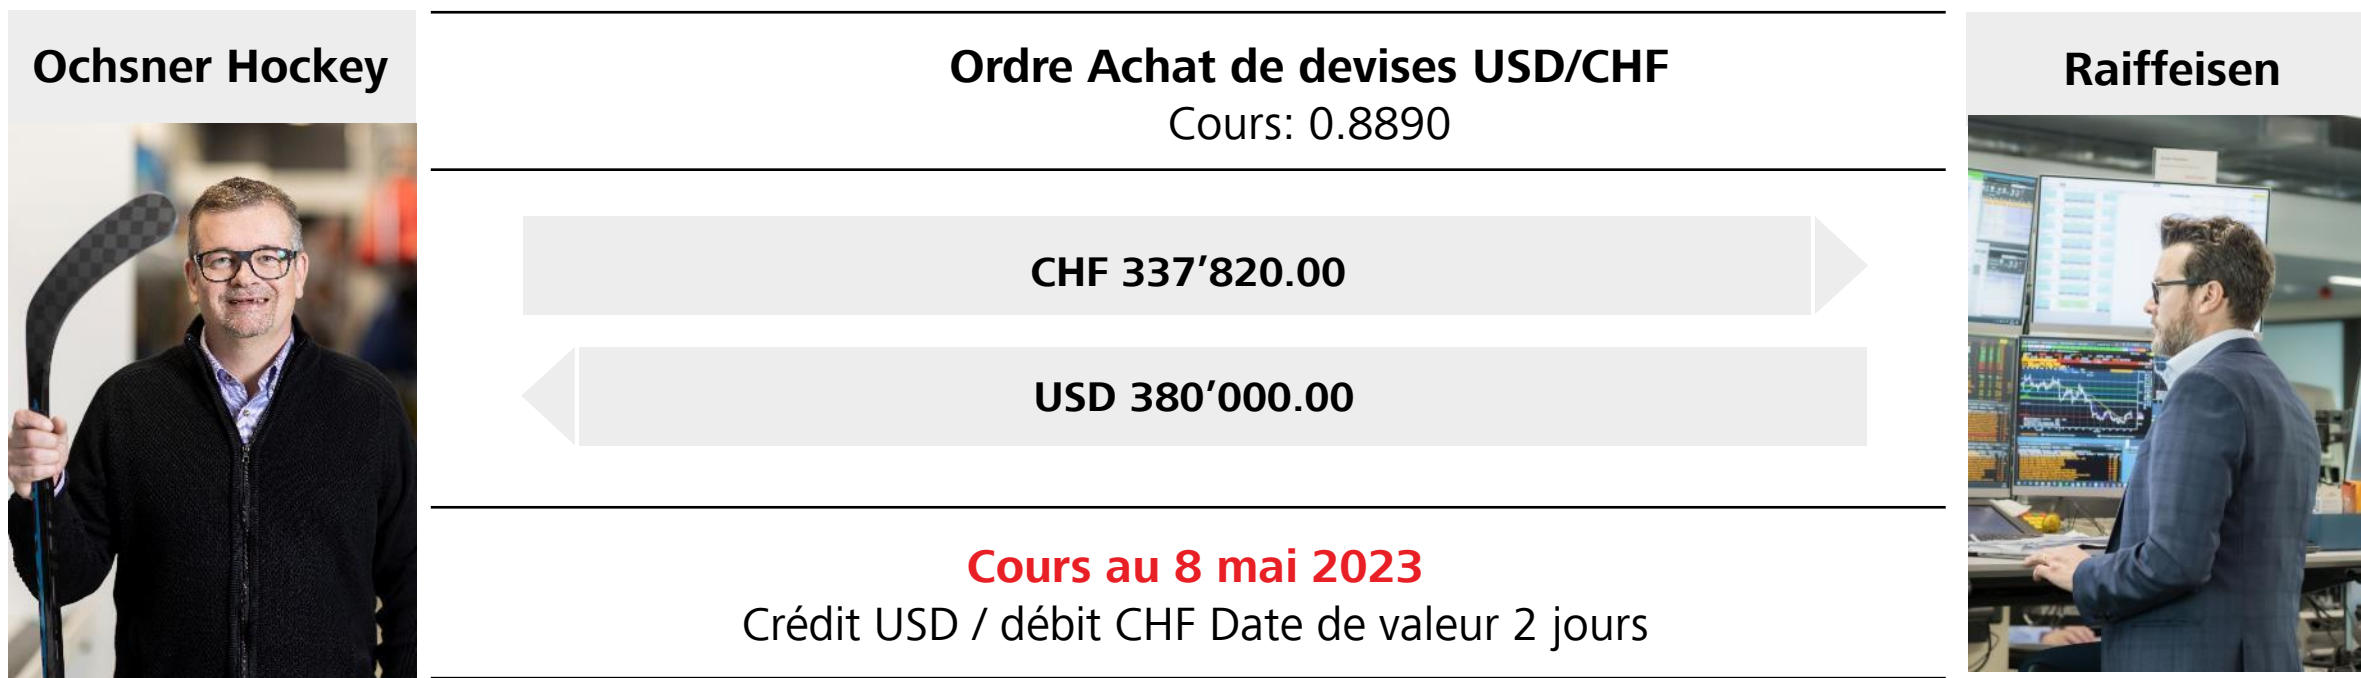 Ochsner Hockey
Ordre Achat de devises USD/CHF
Cours: 0.8890
Raiffeisen
CHF 337’820.00
USD 380’000.00
Cours au 8 mai 2023
Crédit USD / débit CHF Date de valeur 2 jours